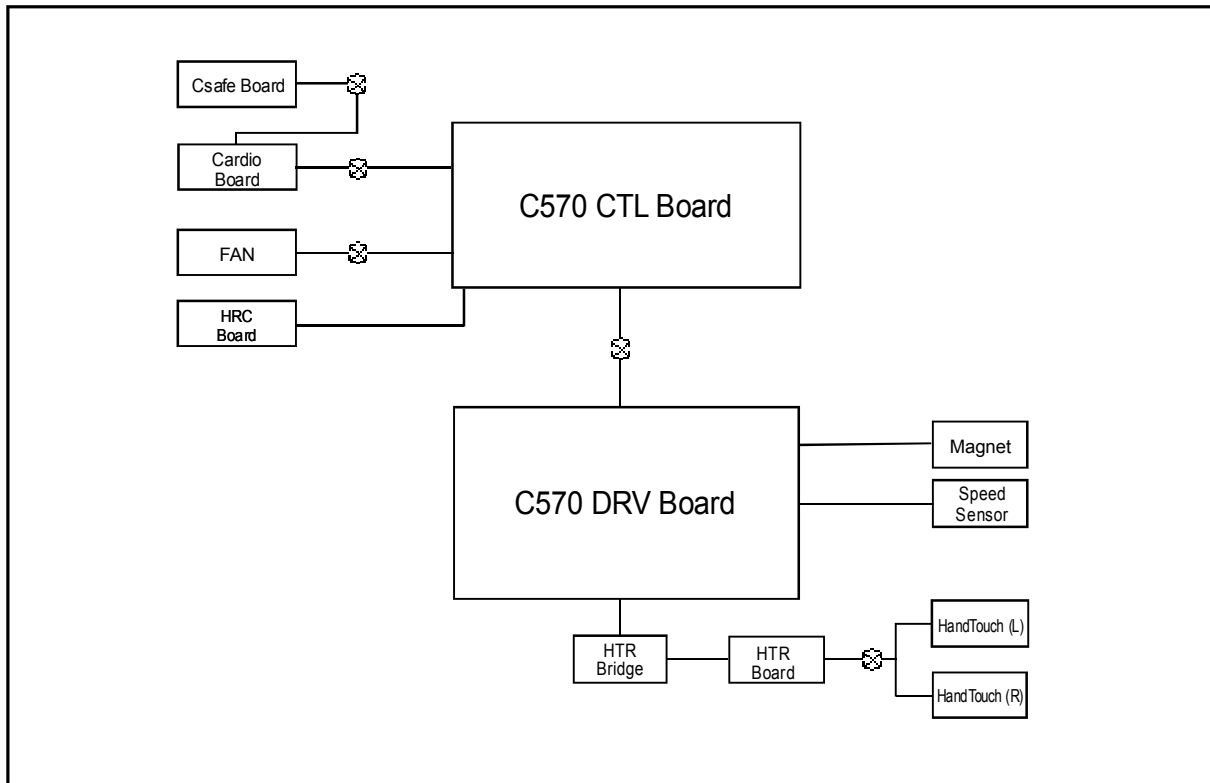 Csafe Board
Cardio
Board
C570 CTL Board
FAN
HRC
Board
C570 DRV Board
Magnet
Speed
Sensor
HTR
Bridge
HTR
Board
HandTouch (L)
HandTouch (R)